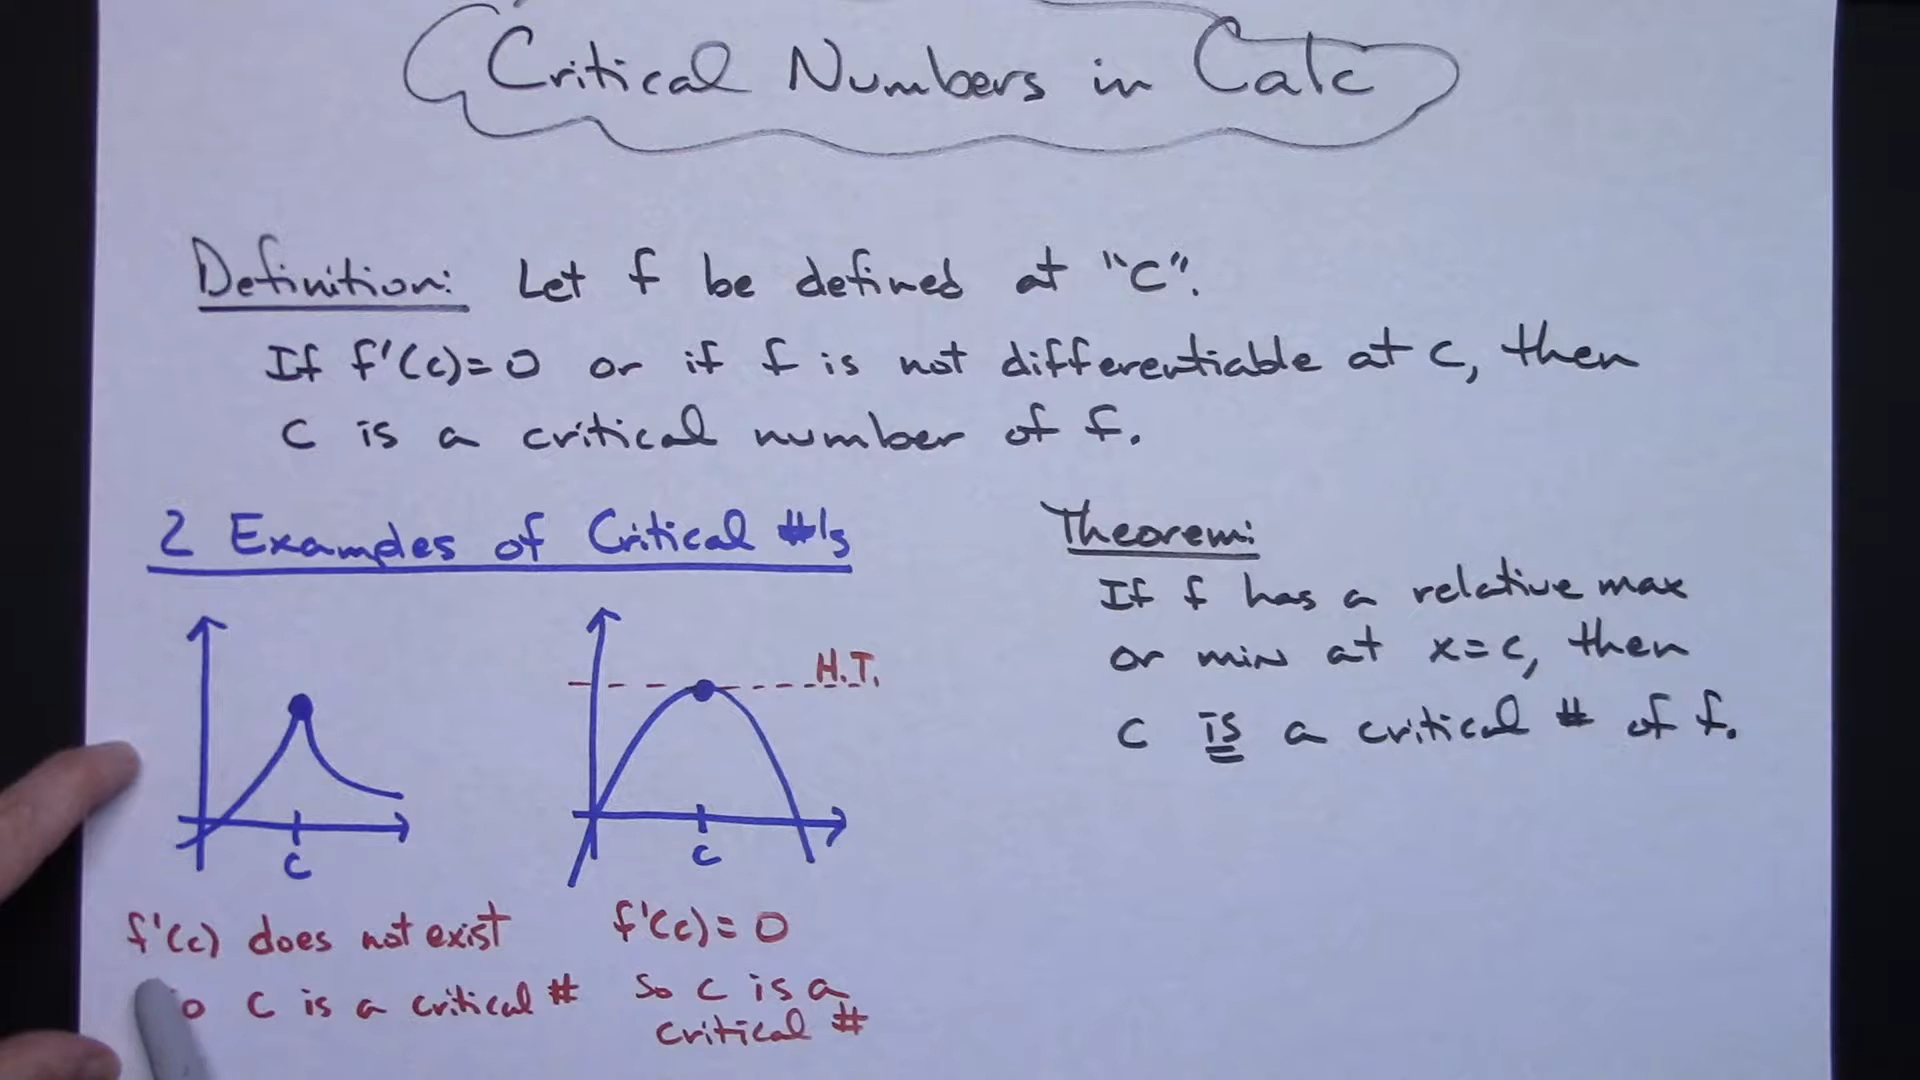 Critical Numbers in Calc
Definition: Let f be defined at "c".
If f'(c)=0 or if f is not differentiable at c, then
c is a critical number of f.
2 Examples of Critical #'s
H.T.
c
c
f'(c) does not exist
c is a critical #
f'(c)=0
So c is a
critical #
Theorem:
If f has a relative max
or min at x=c, then
c is a critical # of f.